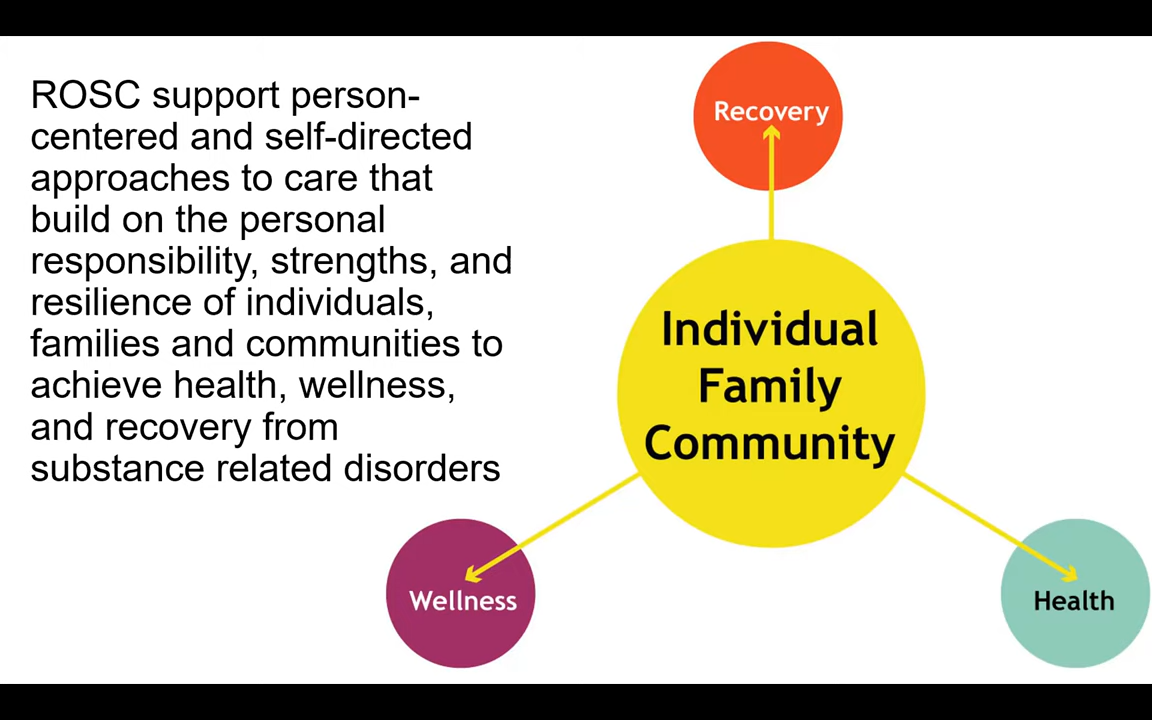 ROSC support person-
centered and self-directed
approaches to care that
build on the personal
responsibility, strengths, and
resilience of individuals,
families and communities to
achieve health, wellness,
and recovery from
substance related disorders
Recovery
Individual
Family
Community
Wellness
Health